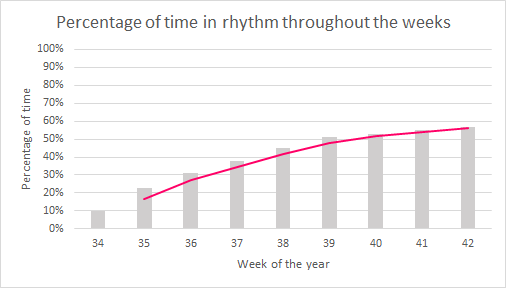 Percentage of time in rhythm throughout the weeks
100%
90%
80%
70%
60%
50%
40%
30%
20%
10%
0%
Percentage of time
34 35 36 37 38 39 40 41 42
Week of the year